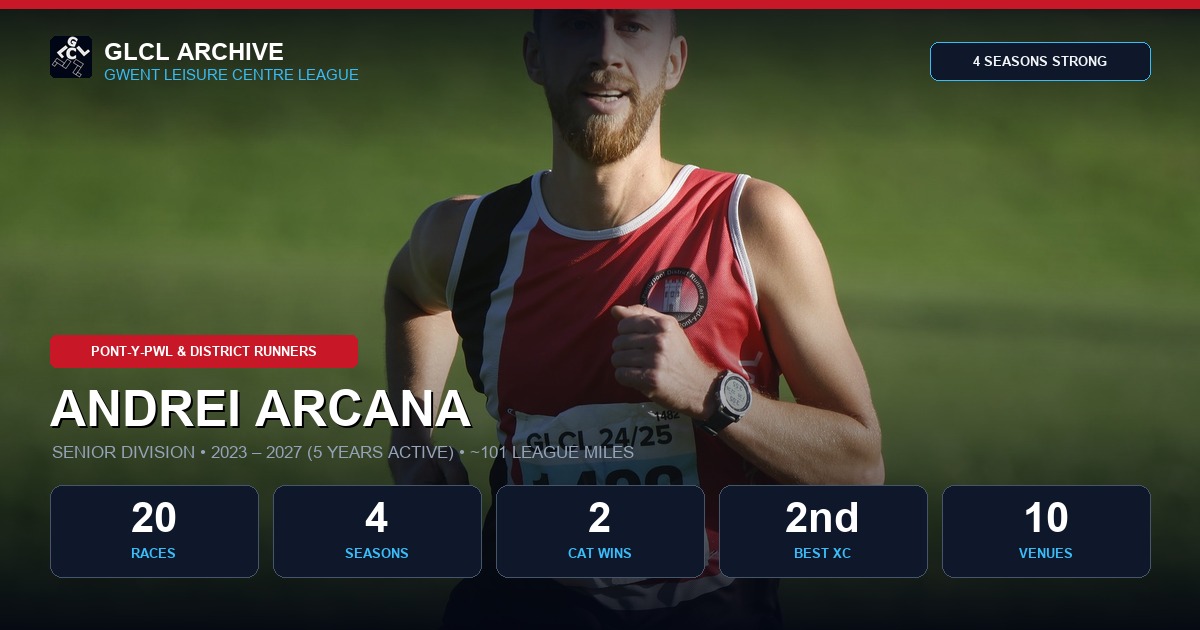 GLCL ARCHIVE
GWENT LEISURE CENTRE LEAGUE
4 SEASONS STRONG
PONT-Y-PWL & DISTRICT RUNNERS
ANDREI ARCANA
SENIOR DIVISION • 2023 – 2027 (5 YEARS ACTIVE) • ~101 LEAGUE MILES
1482
GLCL 24/25
20
RACES
4
SEASONS
2
CAT WINS
2nd
BEST XC
10
VENUES